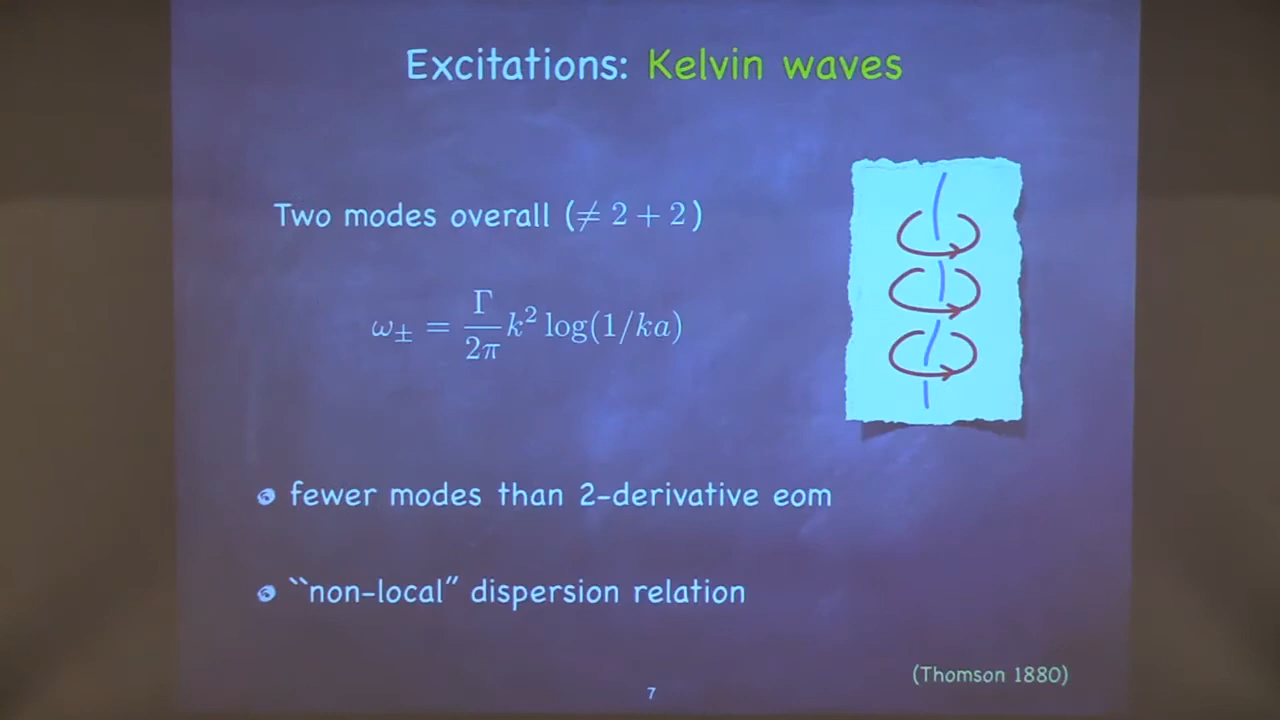 Excitations: Kelvin waves
Two modes overall (≠ 2 + 2)
ω± = Γ/2π k² log(1/ka)
fewer modes than 2-derivative eom
``non-local” dispersion relation
(Thomson 1880)
7